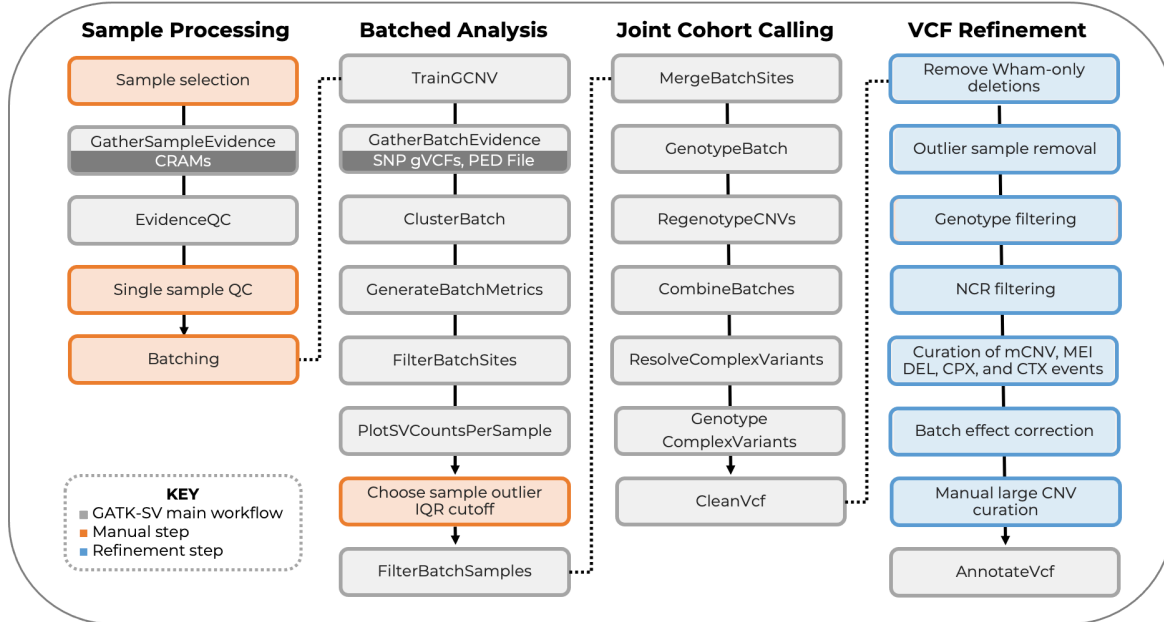 Sample Processing
Sample selection
GatherSampleEvidence
CRAMs
EvidenceQC
Single sample QC
Batching
KEY
GATK-SV main workflow
Manual step
Refinement step
Batched Analysis
TrainGCNV
GatherBatchEvidence
SNP gVCFs, PED File
ClusterBatch
GenerateBatchMetrics
FilterBatchSites
PlotSVCountsPerSample
Choose sample outlier
IQR cutoff
FilterBatchSamples
Joint Cohort Calling
MergeBatchSites
GenotypeBatch
RegenotypeCNVs
CombineBatches
ResolveComplexVariants
Genotype
ComplexVariants
CleanVcf
VCF Refinement
Remove Wham-only
deletions
Outlier sample removal
Genotype filtering
NCR filtering
Curation of mCNV, MEI
DEL, CPX, and CTX events
Batch effect correction
Manual large CNV
curation
AnnotateVcf